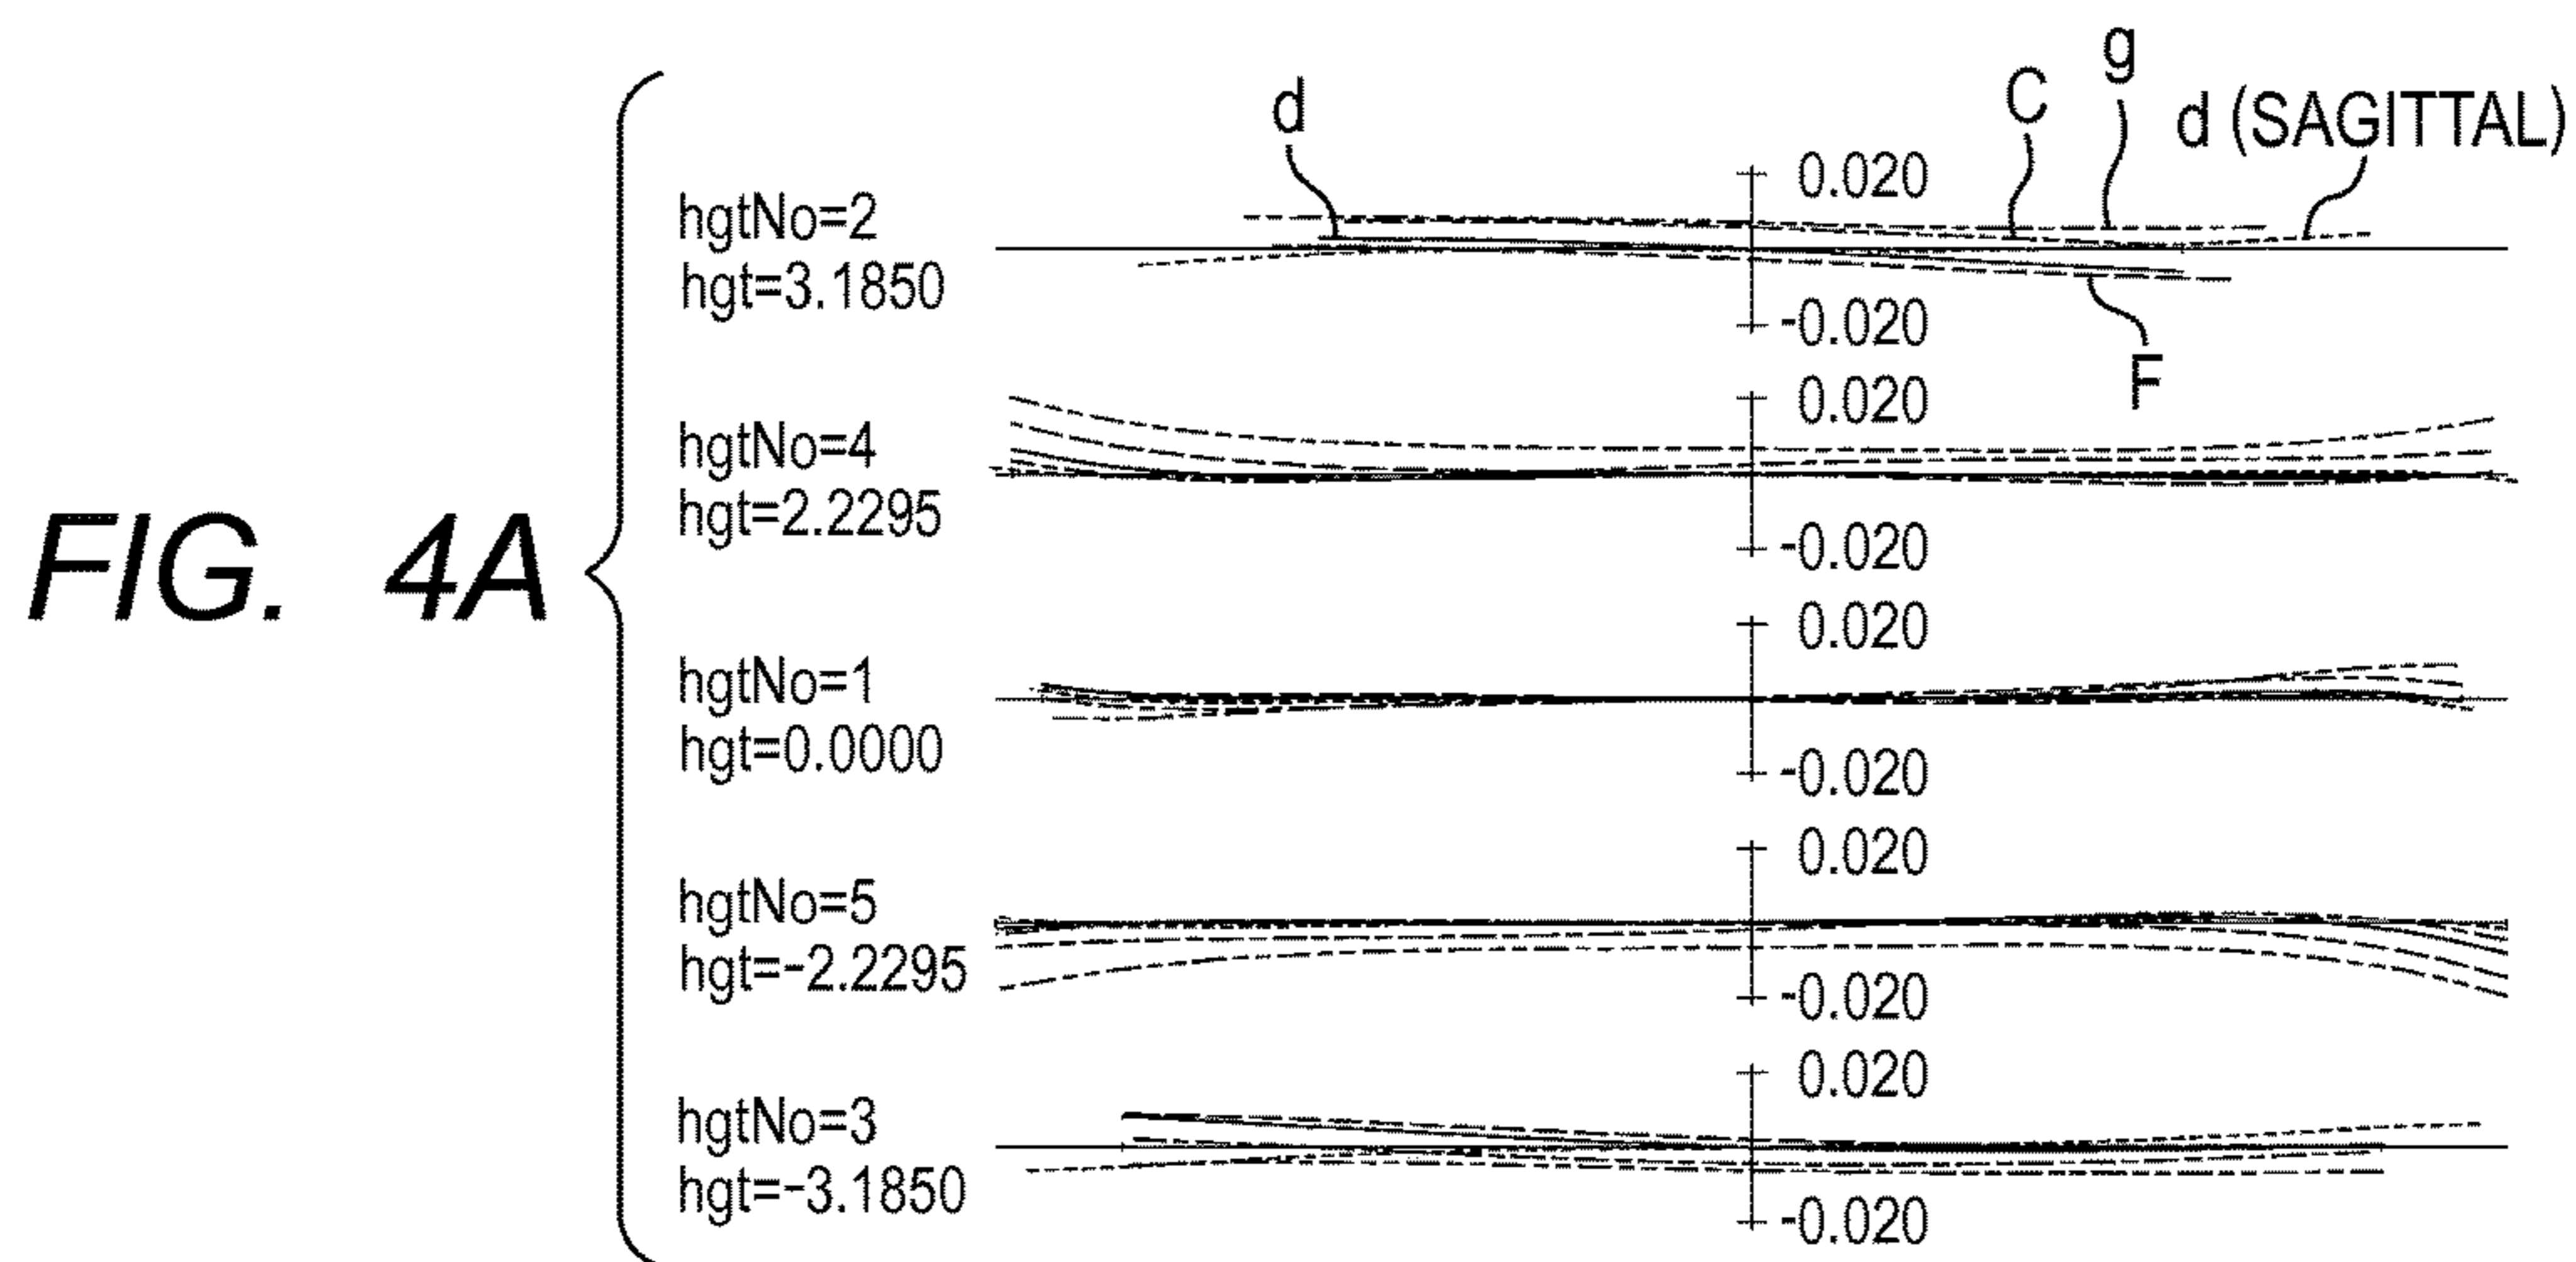 FIG. 4A
d
C
g
d (SAGITTAL)
hgtNo=2
hgt=3.1850
0.020
-0.020
F
hgtNo=4
hgt=2.2295
0.020
-0.020
hgtNo=1
hgt=0.0000
0.020
-0.020
hgtNo=5
hgt=-2.2295
0.020
-0.020
hgtNo=3
hgt=-3.1850
0.020
-0.020